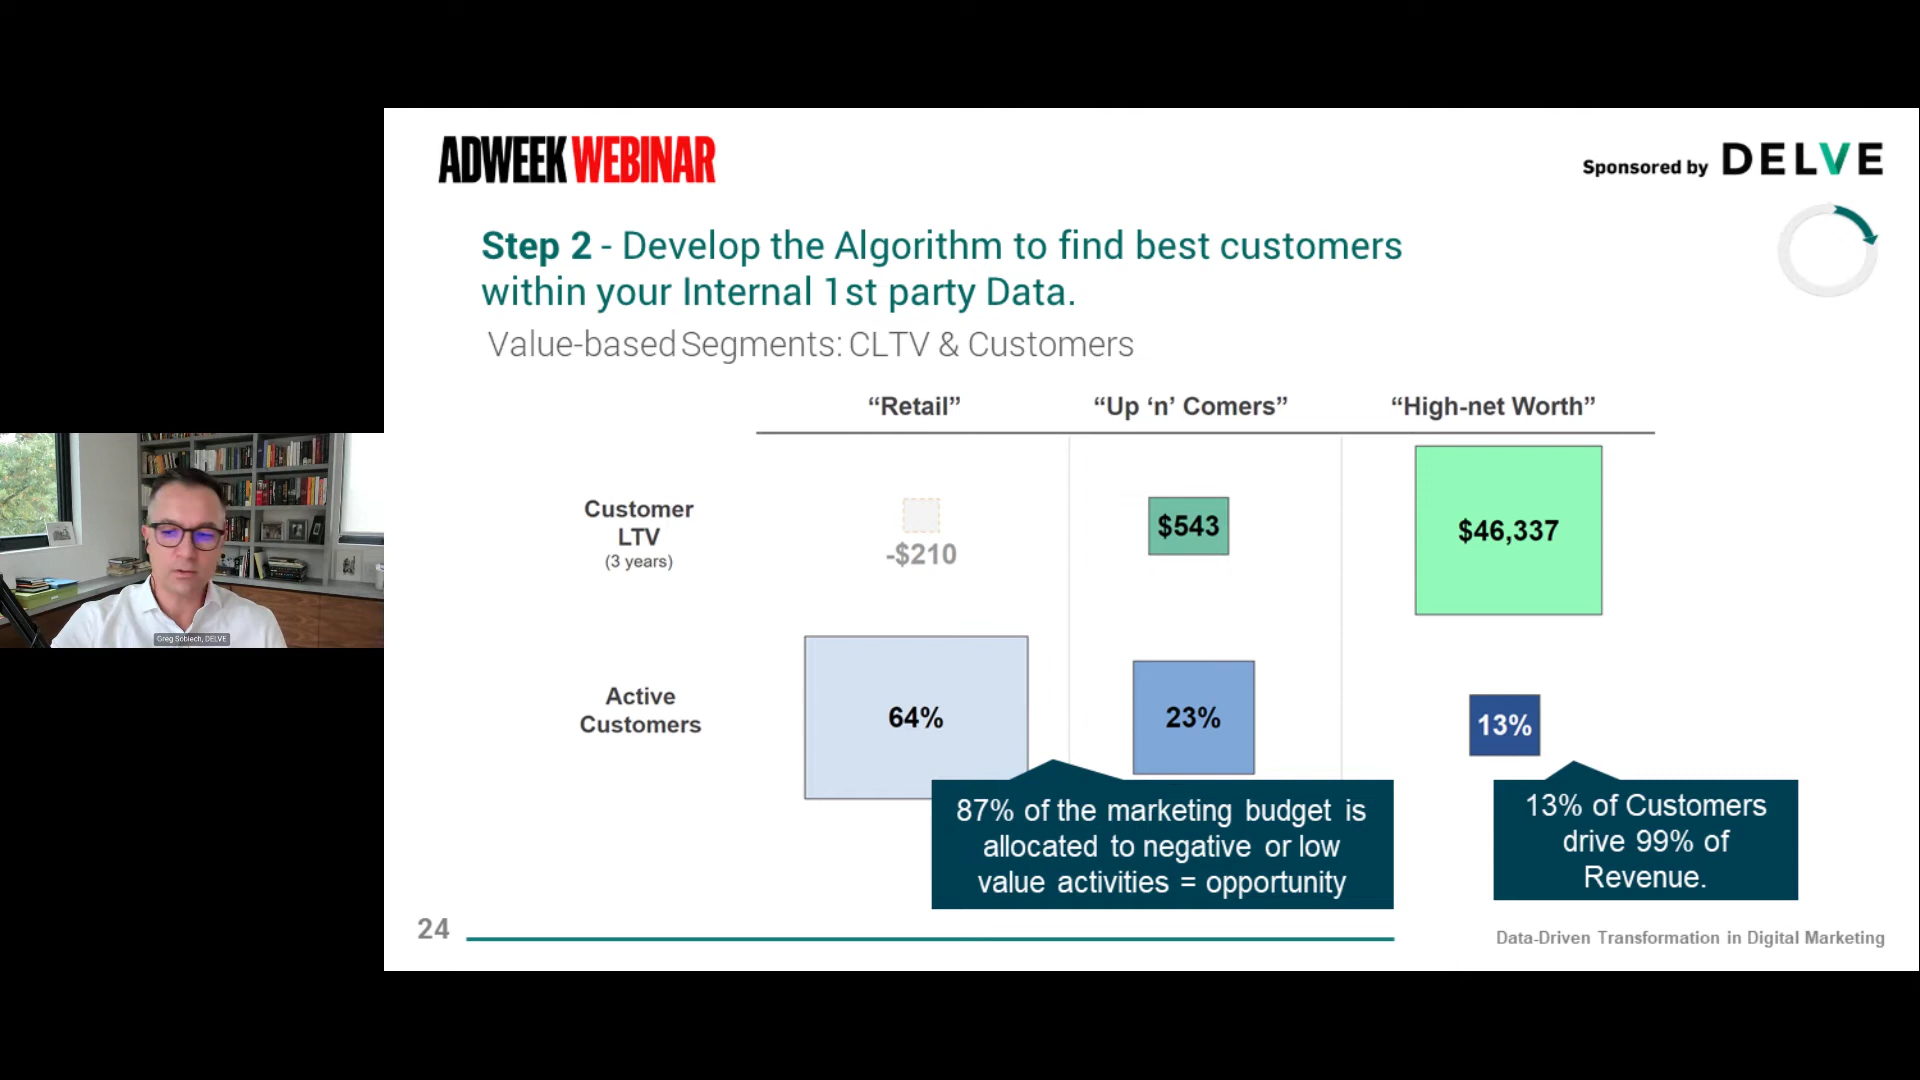 ADWEEK WEBINAR
Sponsored by DELVE
Step 2 - Develop the Algorithm to find best customers
within your Internal 1st party Data.
Value-based Segments: CLTV & Customers
“Retail” “Up ‘n’ Comers” “High-net Worth”
Customer
LTV
(3 years)
-$210
$543
$46,337
Active
Customers
64%
23%
13%
87% of the marketing budget is
allocated to negative or low
value activities = opportunity
13% of Customers
drive 99% of
Revenue.
24
Data-Driven Transformation in Digital Marketing
Greg Sobiech, DELVE